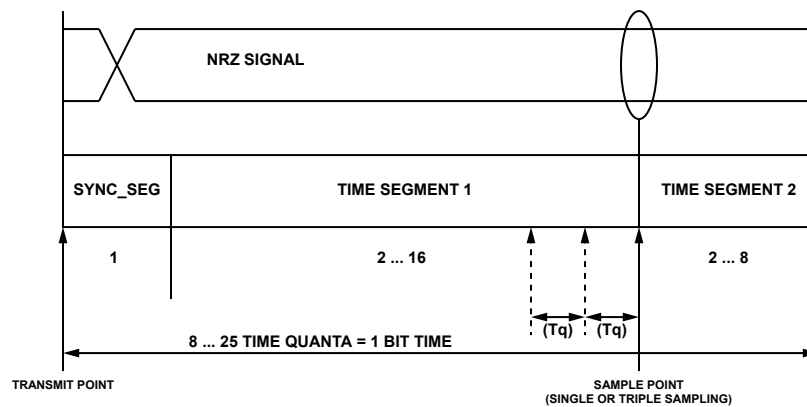 NRZ SIGNAL
SYNC_SEG
TIME SEGMENT 1
TIME SEGMENT 2
1
2 ... 16
2 ... 8
(Tq)
(Tq)
8 ... 25 TIME QUANTA = 1 BIT TIME
TRANSMIT POINT
SAMPLE POINT
(SINGLE OR TRIPLE SAMPLING)